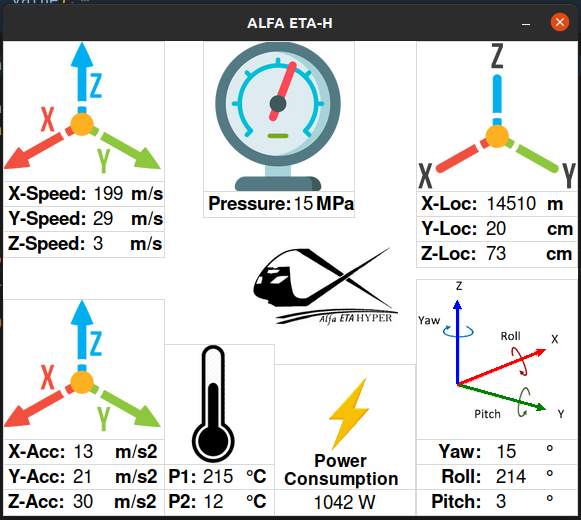 ALFA ETA-H
Z
X
Y
X-Speed: 199 m/s
Y-Speed: 29 m/s
Z-Speed: 3 m/s
Pressure: 15 MPa
Z
X
Y
X-Loc: 14510 m
Y-Loc: 20 cm
Z-Loc: 73 cm
Alfa ETA HYPER
Z
X
Y
X-Acc: 13 m/s2
Y-Acc: 21 m/s2
Z-Acc: 30 m/s2
P1: 215 °C
P2: 12 °C
Power
Consumption
1042 W
Z
Yaw
Roll
X
Pitch
Y
Yaw: 15 °
Roll: 214 °
Pitch: 3 °